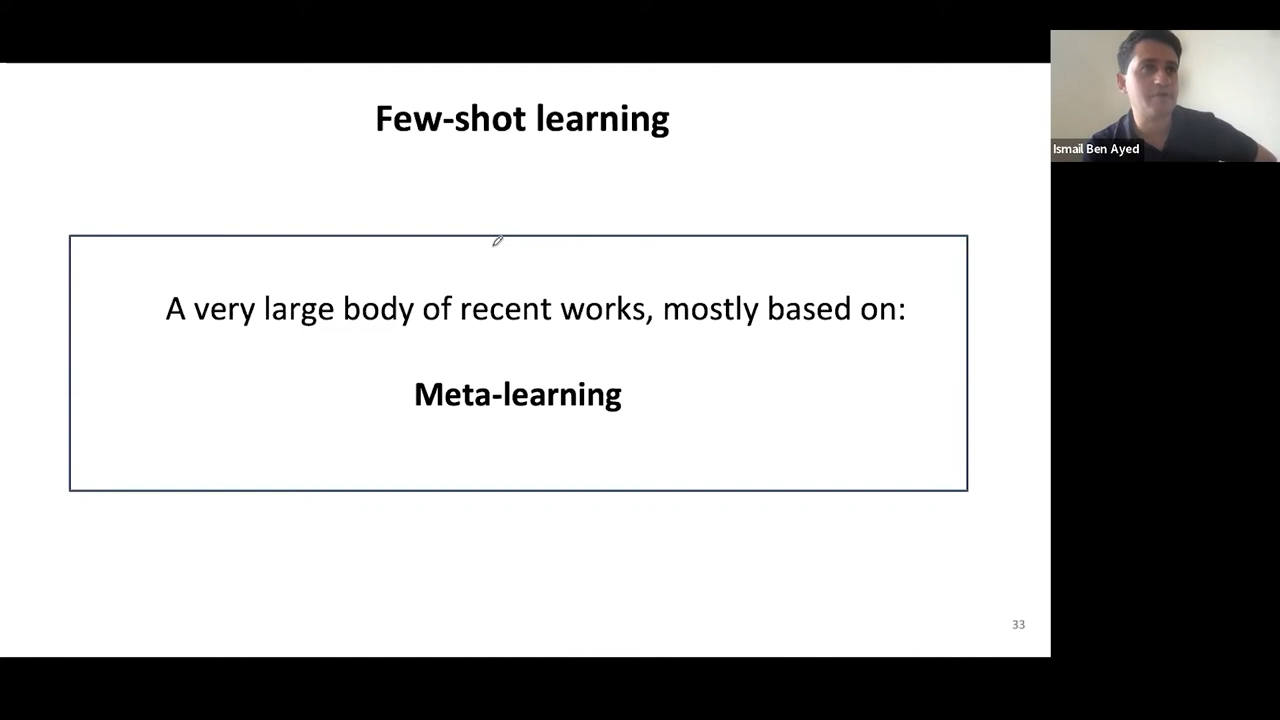 Few-shot learning
Ismail Ben Ayed
A very large body of recent works, mostly based on:
Meta-learning
33